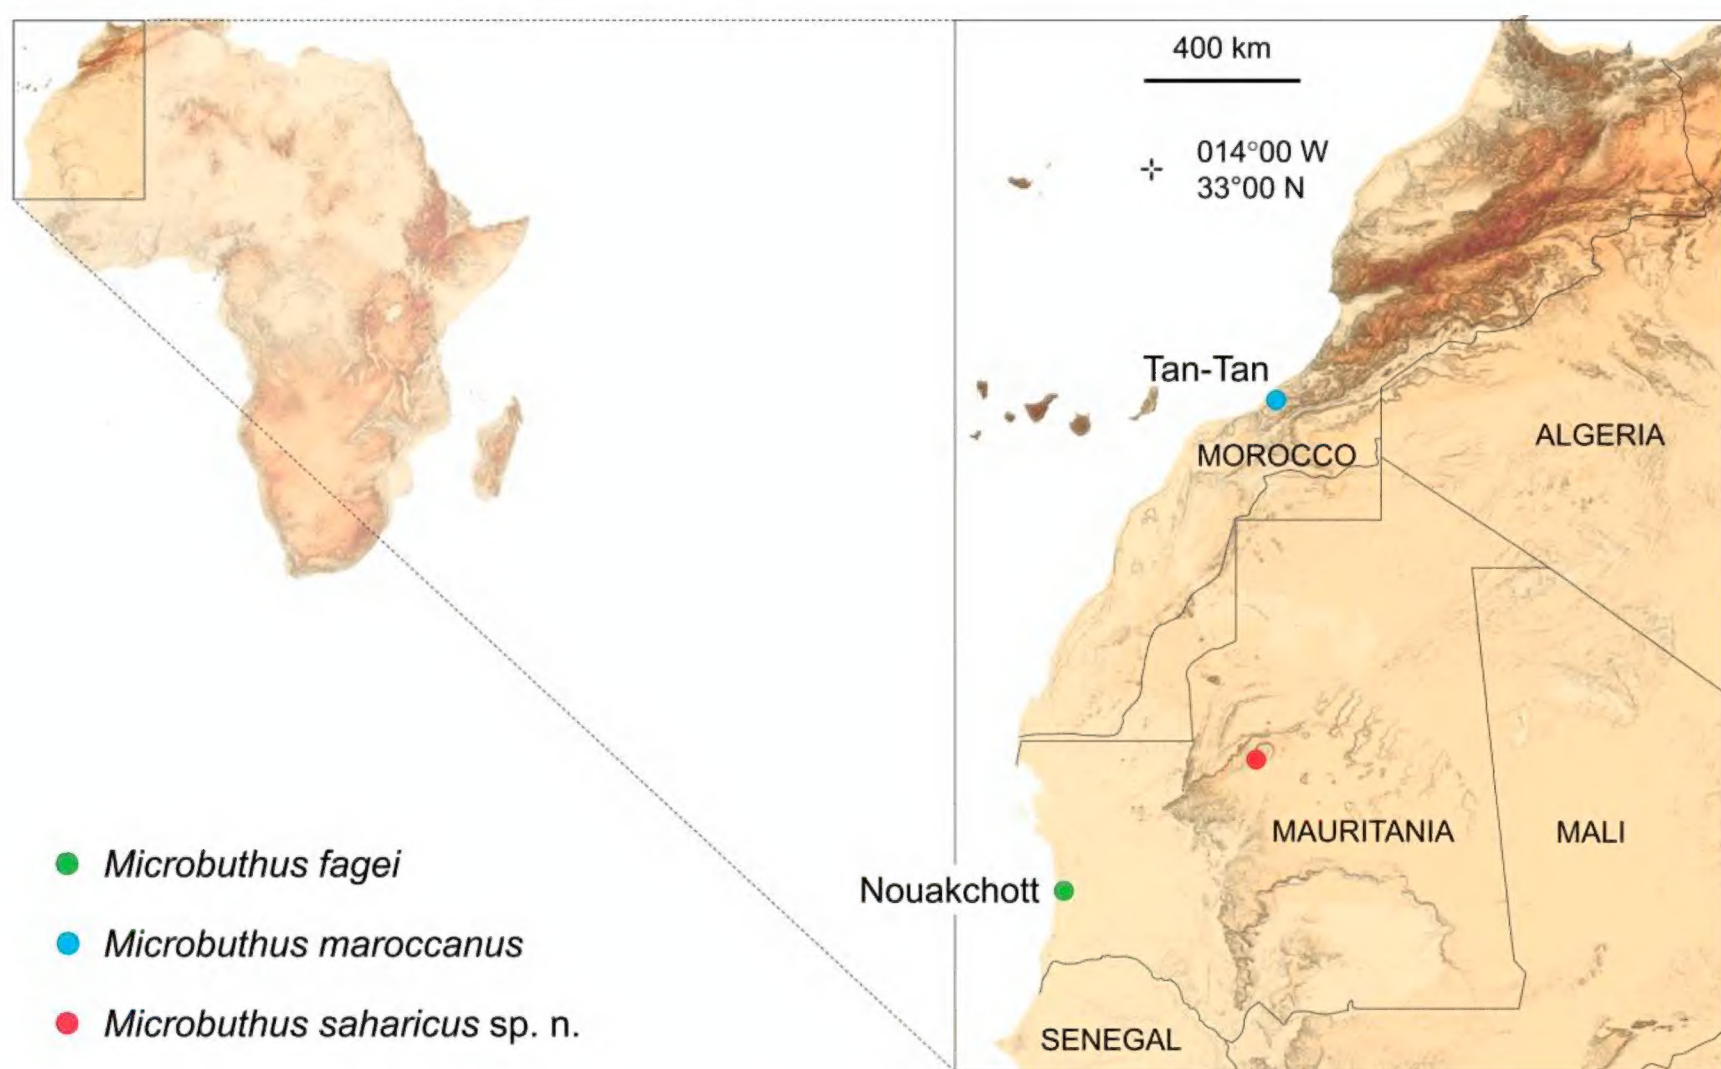 400 km
014°00 W
33°00 N
Tan-Tan
MOROCCO
ALGERIA
MAURITANIA
MALI
Nouakchott
SENEGAL
Microbuthus fagei
Microbuthus maroccanus
Microbuthus saharicus sp. n.